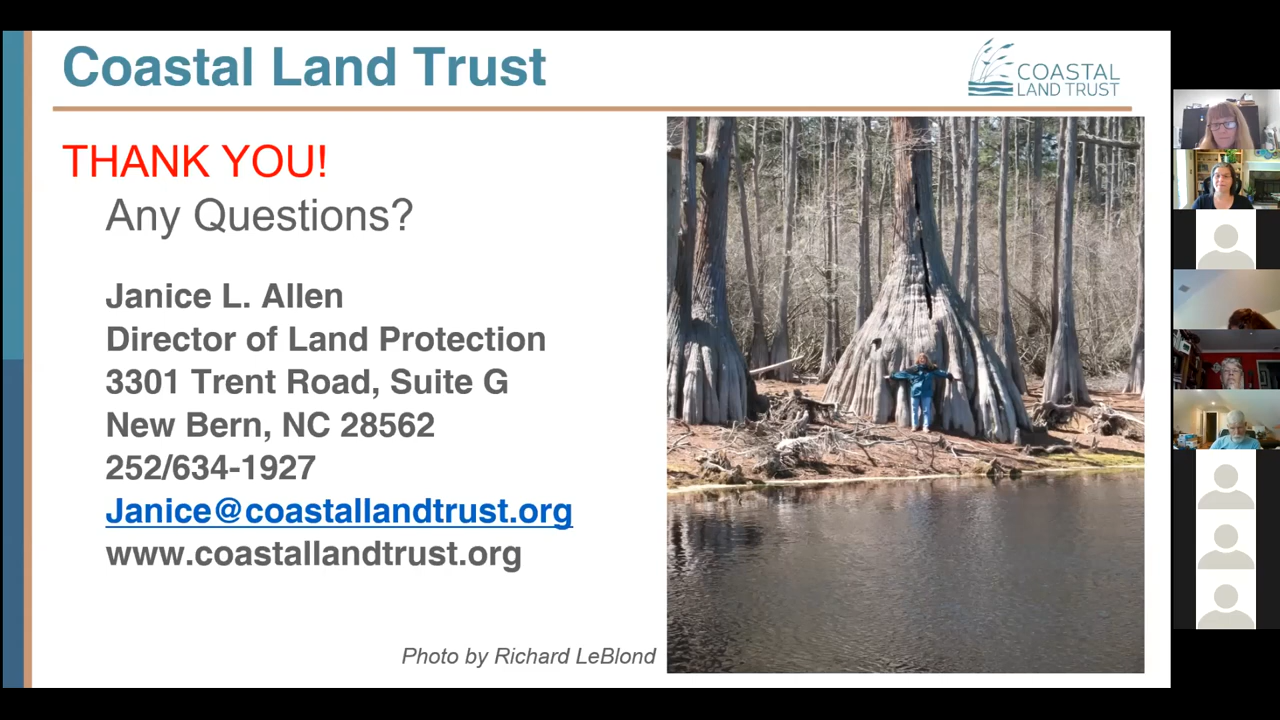 Coastal Land Trust
COASTAL
LAND TRUST
THANK YOU!
Any Questions?
Janice L. Allen
Director of Land Protection
3301 Trent Road, Suite G
New Bern, NC 28562
252/634-1927
Janice@coastallandtrust.org
www.coastallandtrust.org
Photo by Richard LeBlond